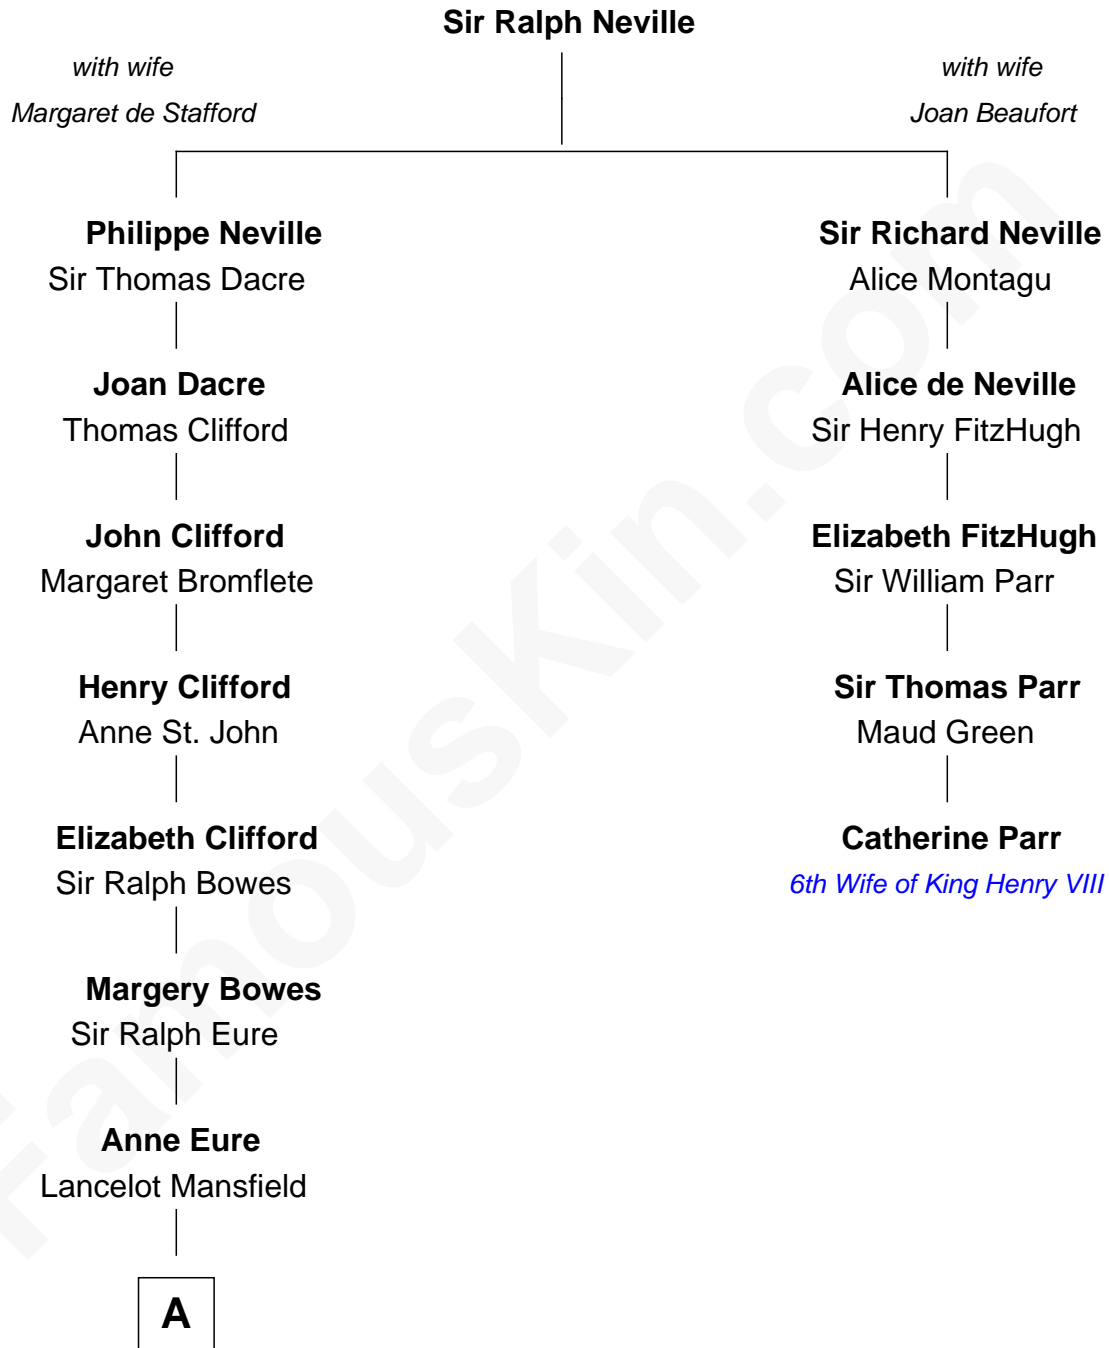 Sir Ralph Neville
with wife
Margaret de Stafford
with wife
Joan Beaufort
Philippe Neville
Sir Thomas Dacre
Sir Richard Neville
Alice Montagu
Joan Dacre
Thomas Clifford
Alice de Neville
Sir Henry FitzHugh
John Clifford
Margaret Bromflete
Elizabeth FitzHugh
Sir William Parr
Henry Clifford
Anne St. John
Sir Thomas Parr
Maud Green
Elizabeth Clifford
Sir Ralph Bowes
Catherine Parr
6th Wife of King Henry VIII
Margery Bowes
Sir Ralph Eure
Anne Eure
Lancelot Mansfield
A
FamousKin.com